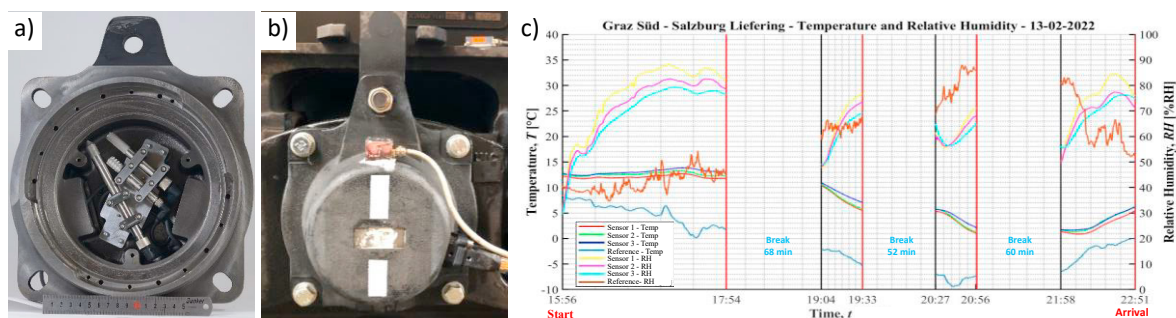 a)
b)
c)
Graz Süd - Salzburg Liefering - Temperature and Relative Humidity - 13-02-2022
Temperature, T [°C]
40
35
30
25
20
15
10
5
0
-5
-10
Relative Humidity, RH [%RH]
100
90
80
70
60
50
40
30
20
10
0
Sensor 1 - Temp
Sensor 2 - Temp
Sensor 3 - Temp
Reference - Temp
Sensor 1 - RH
Sensor 2 - RH
Sensor 3 - RH
Reference- RH
Break
68 min
Break
52 min
Break
60 min
15:56
17:54
19:04
19:33
20:27
20:56
21:58
22:51
Start
Time, t
Arrival